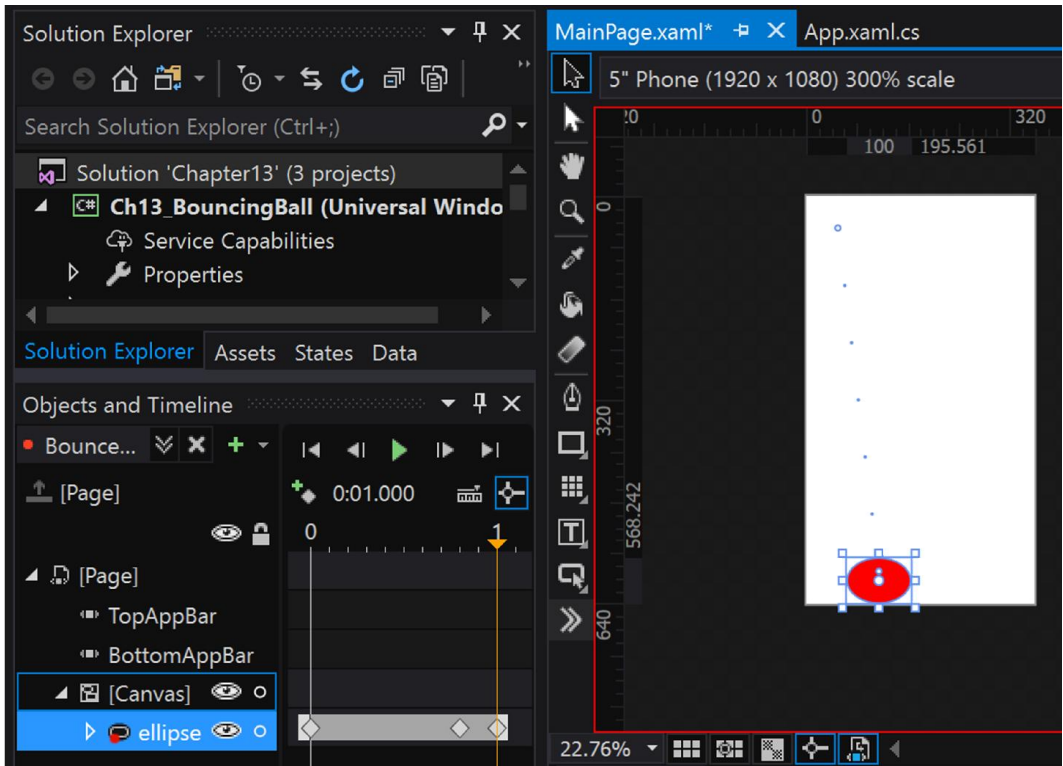 Solution Explorer
Search Solution Explorer (Ctrl+;)
Solution 'Chapter13' (3 projects)
C# Ch13_BouncingBall (Universal Windo
Service Capabilities
Properties
Solution Explorer Assets States Data
Objects and Timeline
Bounce...
[Page]
0:01.000
0 1
[Page]
TopAppBar
BottomAppBar
[Canvas]
ellipse
MainPage.xaml* App.xaml.cs
5" Phone (1920 x 1080) 300% scale
20 0 320
100 195.561
0
320
568.242
640
T
22.76%